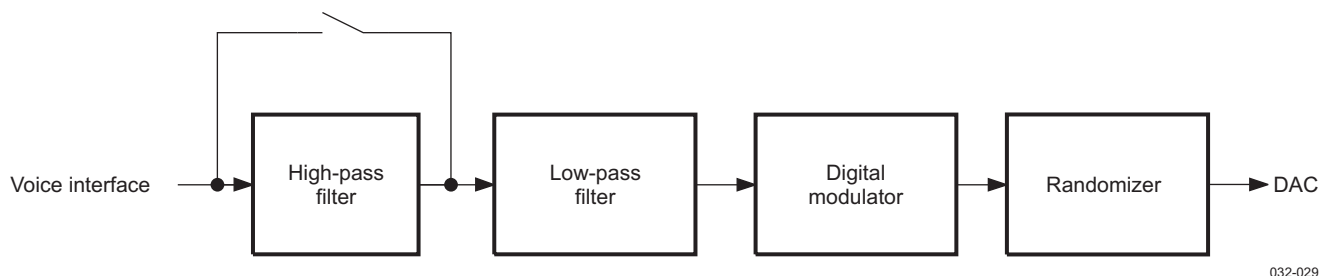 Voice interface
High-pass
filter
Low-pass
filter
Digital
modulator
Randomizer
DAC
032-029